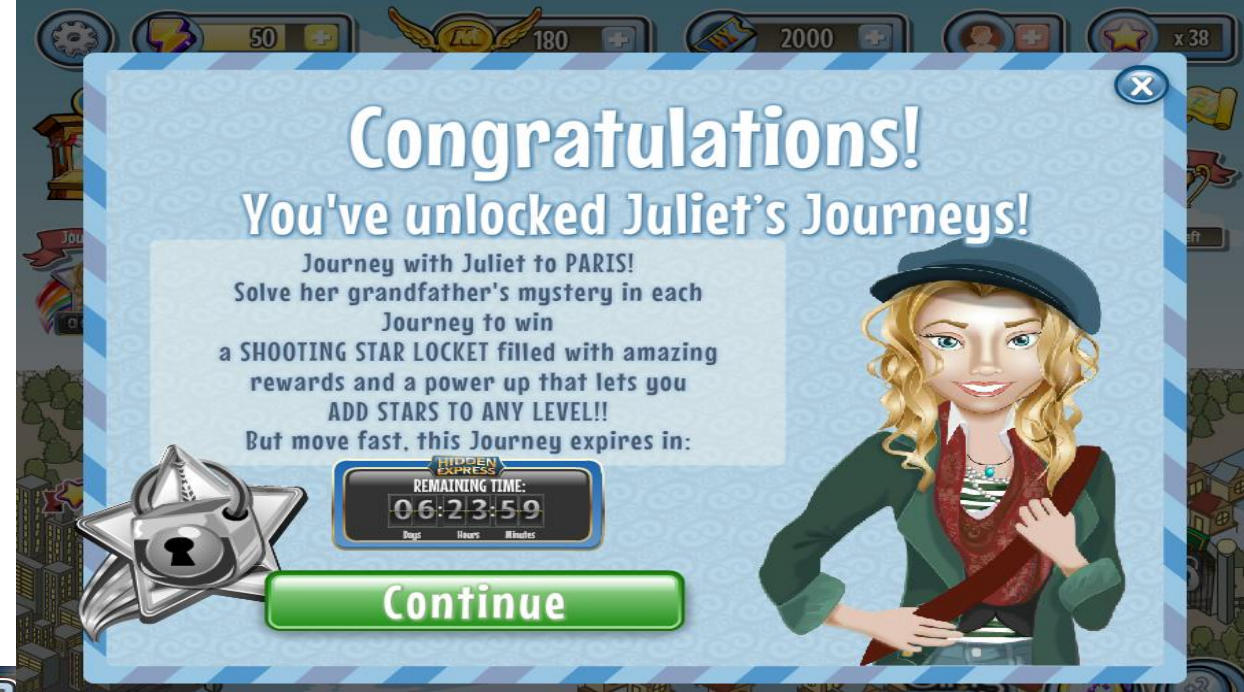 50
M
180
TIX
2000
x 38
Congratulations!
You've unlocked Juliet's Journeys!
Journey with Juliet to PARIS!
Solve her grandfather's mystery in each
Journey to win
a SHOOTING STAR LOCKET filled with amazing
rewards and a power up that lets you
ADD STARS TO ANY LEVEL!!
But move fast, this Journey expires in:
HIDDEN
EXPRESS
REMAINING TIME:
06:23:59
Days Hours Minutes
Continue